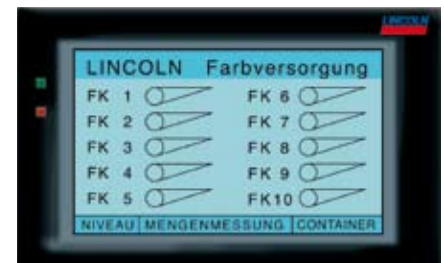 LINCOLN
LINCOLN Farbversorgung
FK 1 FK 6
FK 2 FK 7
FK 3 FK 8
FK 4 FK 9
FK 5 FK10
NIVEAU MENGENMESSUNG CONTAINER